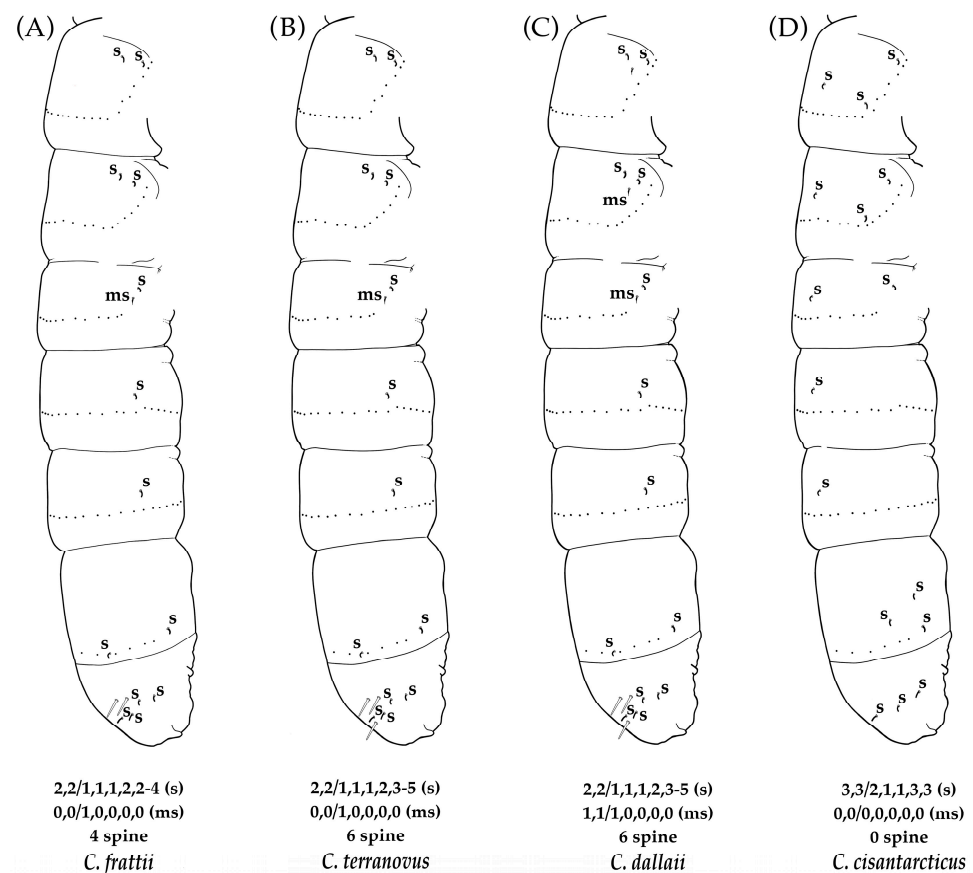 (A)
s s
s s
s
ms
s
s
s
s
s s
s s
2,2/1,1,1,2,2-4 (s)
0,0/1,0,0,0,0 (ms)
4 spine
C. frattii
(B)
s s
s s
s
ms
s
s
s
s
s s
s s
2,2/1,1,1,2,3-5 (s)
0,0/1,0,0,0,0 (ms)
6 spine
C. terranovus
(C)
s s
s s
ms
s
ms
s
s
s
s
s s
s s
2,2/1,1,1,2,3-5 (s)
1,1/1,0,0,0,0 (ms)
6 spine
C. dallaii
(D)
s
s
s
s
s
s
s s
s
s
s
s
s
s
s
s
3,3/2,1,1,3,3 (s)
0,0/0,0,0,0,0 (ms)
0 spine
C. cisantarcticus